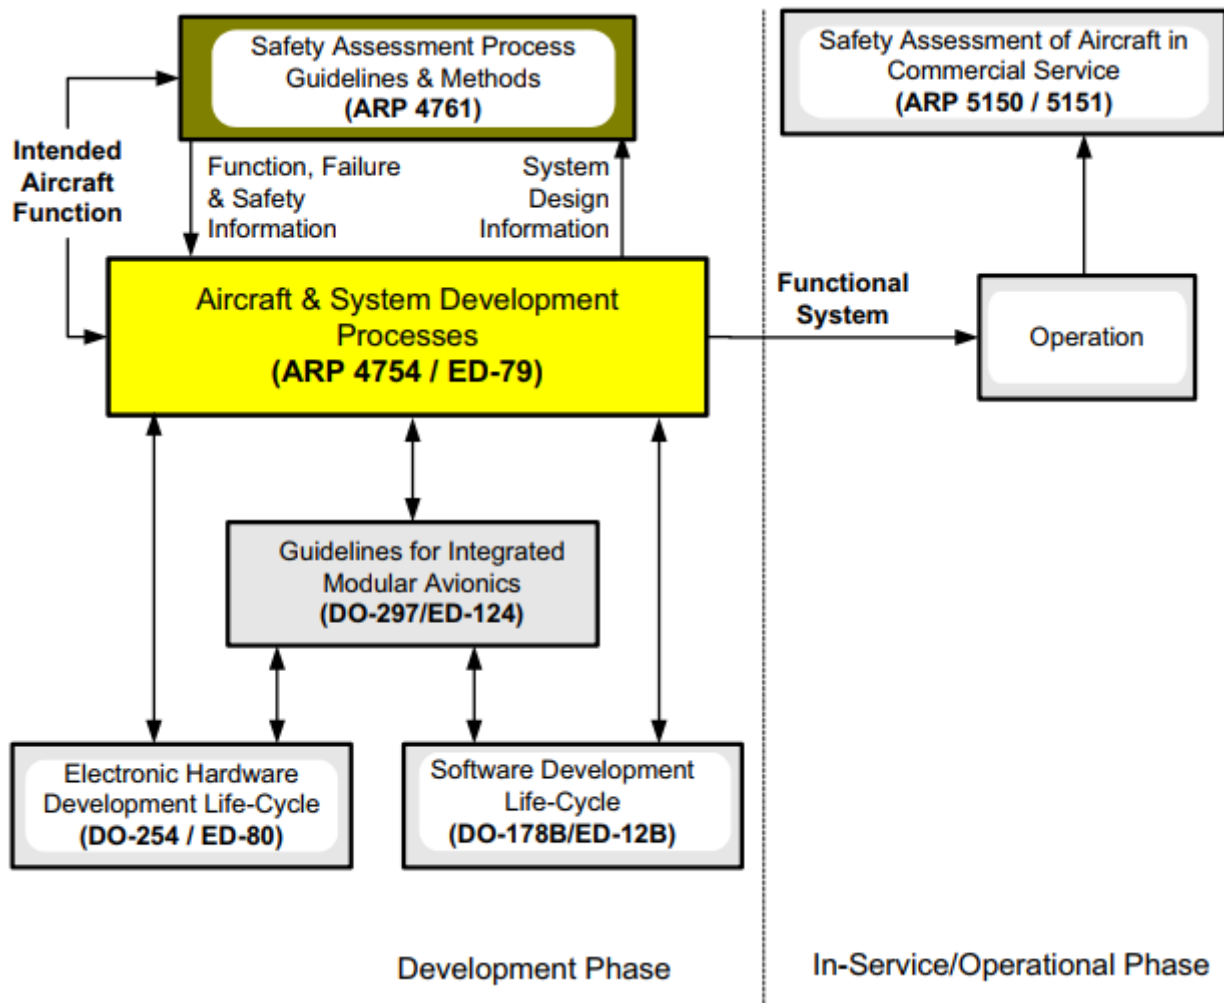 Safety Assessment Process
Guidelines & Methods
(ARP 4761)
Safety Assessment of Aircraft in
Commercial Service
(ARP 5150 / 5151)
Intended
Aircraft
Function
Function, Failure
& Safety
Information
System
Design
Information
Aircraft & System Development
Processes
(ARP 4754 / ED-79)
Functional
System
Operation
Guidelines for Integrated
Modular Avionics
(DO-297/ED-124)
Electronic Hardware
Development Life-Cycle
(DO-254 / ED-80)
Software Development
Life-Cycle
(DO-178B/ED-12B)
Development Phase
In-Service/Operational Phase